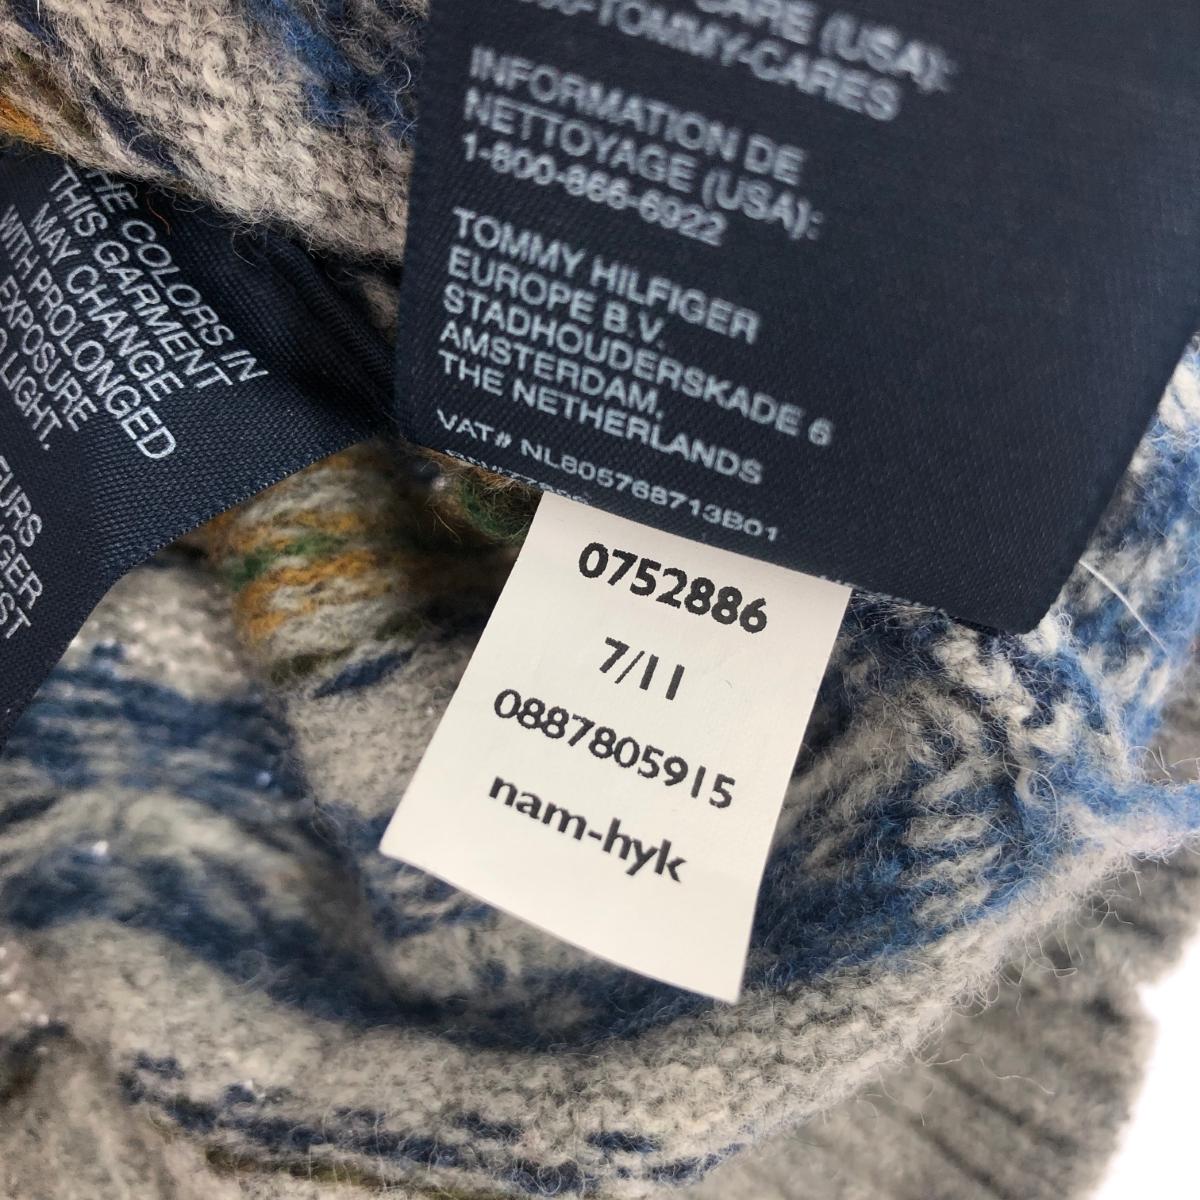 CARE (USA):
TOMMY-CARES
INFORMATION DE
NETTOYAGE (USA):
1-800-866-6922
TOMMY HILFIGER
EUROPE B.V.
STADHOUDERSKADE 6
AMSTERDAM,
THE NETHERLANDS
VAT# NL805768713B01
0752886
7/11
0887805915
nam-hyk
THE COLORS IN
THIS GARMENT
MAY CHANGE
WITH PROLONGED
EXPOSURE
LIGHT.